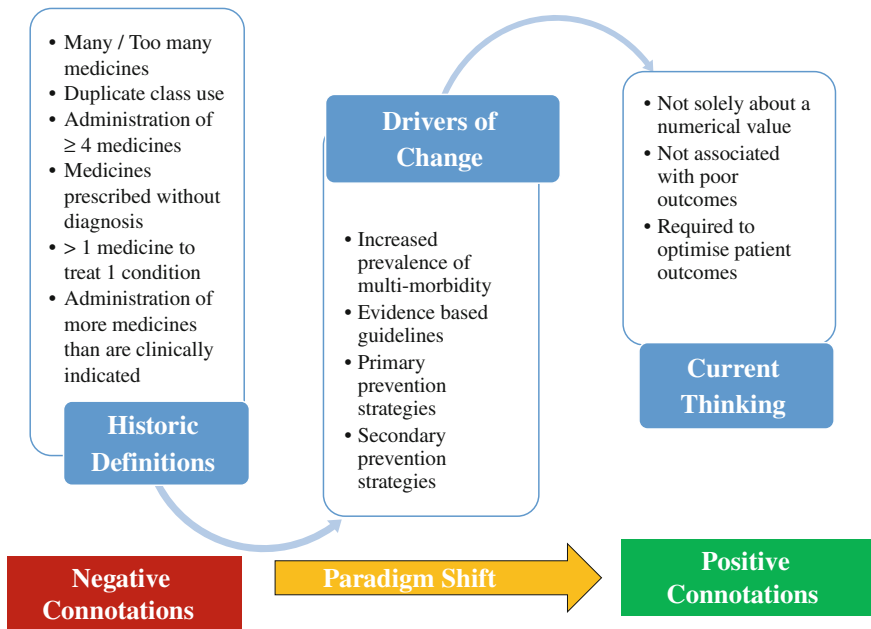 • Many / Too many
medicines
• Duplicate class use
• Administration of
≥ 4 medicines
• Medicines
prescribed without
diagnosis
• > 1 medicine to
treat 1 condition
• Administration of
more medicines
than are clinically
indicated
Historic
Definitions
Drivers of
Change
• Increased
prevalence of
multi-morbidity
• Evidence based
guidelines
• Primary
prevention
strategies
• Secondary
prevention
strategies
• Not solely about a
numerical value
• Not associated
with poor
outcomes
• Required to
optimise patient
outcomes
Current
Thinking
Negative
Connotations
Paradigm Shift
Positive
Connotations